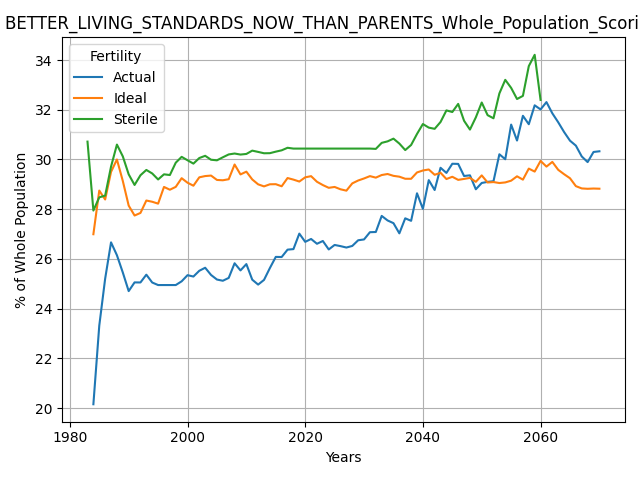 BETTER_LIVING_STANDARDS_NOW_THAN_PARENTS_Whole_Population_Scori
Fertility
Actual
Ideal
Sterile
% of Whole Population
34
32
30
28
26
24
22
20
1980
2000
2020
2040
2060
Years